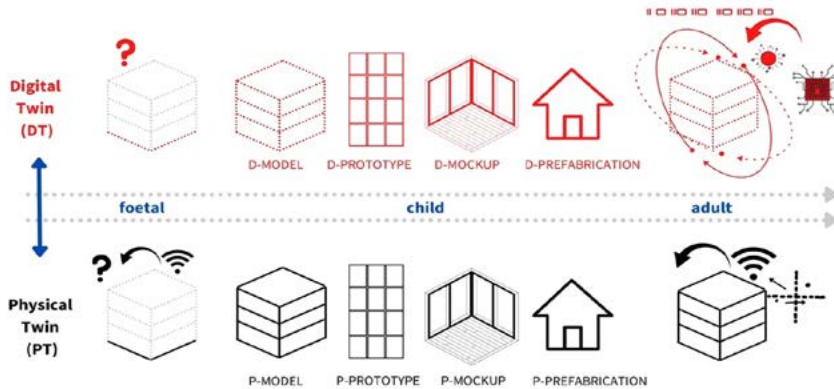 ?
Digital
Twin
(DT)
D-MODEL D-PROTOTYPE D-MOCKUP D-PREFABRICATION
foetal child adult
?
Physical
Twin
(PT)
P-MODEL P-PROTOTYPE P-MOCKUP P-PREFABRICATION